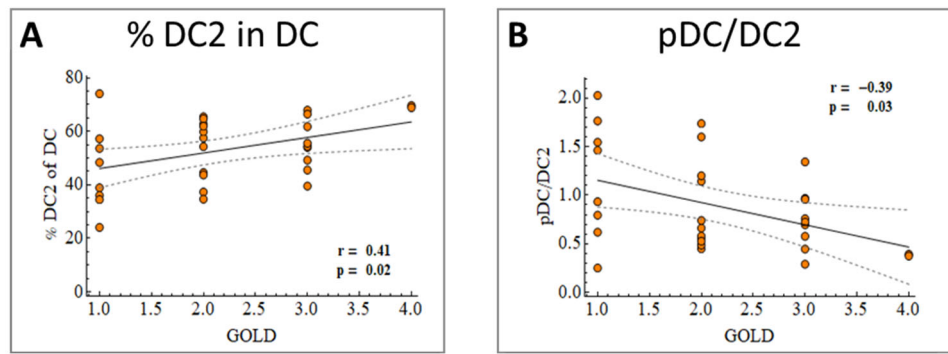 A % DC2 in DC
80
60
40
20
0
% DC2 of DC
r = 0.41
p = 0.02
1.0 1.5 2.0 2.5 3.0 3.5 4.0
GOLD
B pDC/DC2
2.0
1.5
1.0
0.5
0.0
pDC/DC2
r = −0.39
p = 0.03
1.0 1.5 2.0 2.5 3.0 3.5 4.0
GOLD